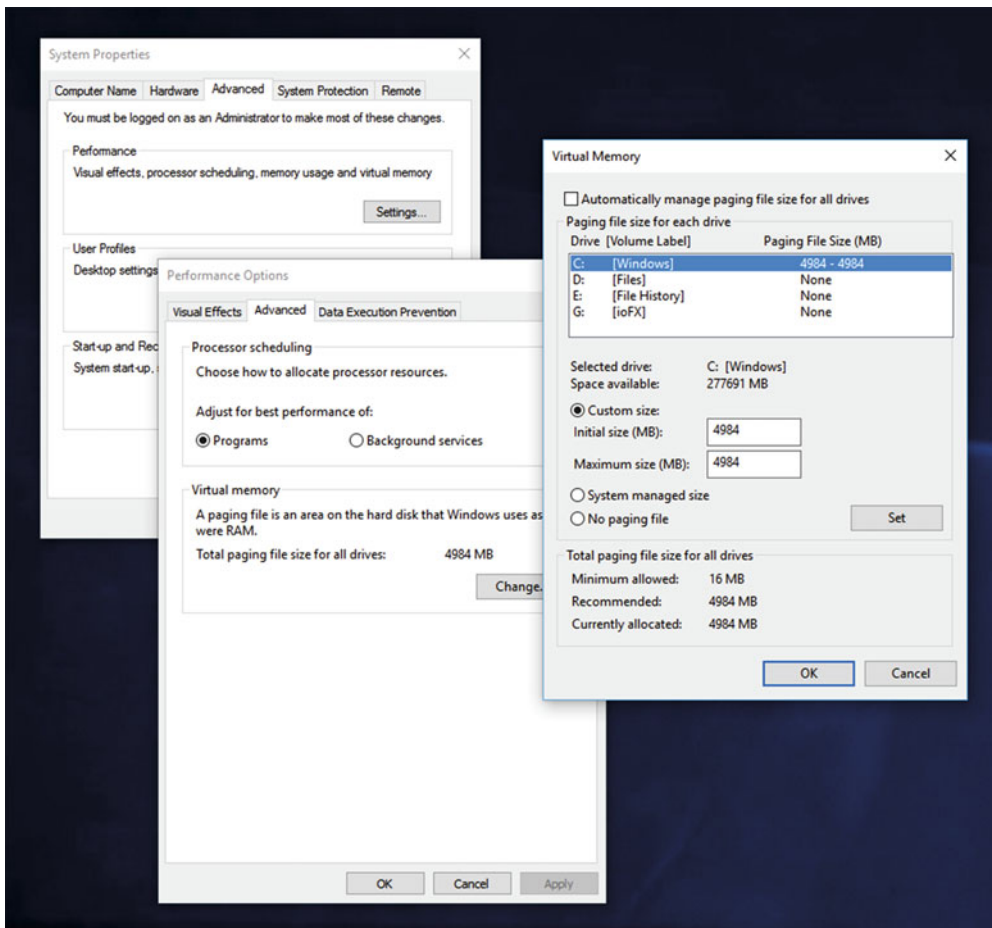 System Properties
Computer Name Hardware Advanced System Protection Remote
You must be logged on as an Administrator to make most of these changes.
Performance
Visual effects, processor scheduling, memory usage and virtual memory
Settings...
User Profiles
Desktop settings
Start-up and Rec
System start-up,
Performance Options
Visual Effects Advanced Data Execution Prevention
Processor scheduling
Choose how to allocate processor resources.
Adjust for best performance of:
Programs Background services
Virtual memory
A paging file is an area on the hard disk that Windows uses as
were RAM.
Total paging file size for all drives: 4984 MB
Change.
OK Cancel Apply
Virtual Memory
Automatically manage paging file size for all drives
Paging file size for each drive
Drive [Volume Label] Paging File Size (MB)
C: [Windows] 4984 - 4984
D: [Files] None
E: [File History] None
G: [ioFX] None
Selected drive: C: [Windows]
Space available: 277691 MB
Custom size:
Initial size (MB): 4984
Maximum size (MB): 4984
System managed size
No paging file Set
Total paging file size for all drives
Minimum allowed: 16 MB
Recommended: 4984 MB
Currently allocated: 4984 MB
OK Cancel